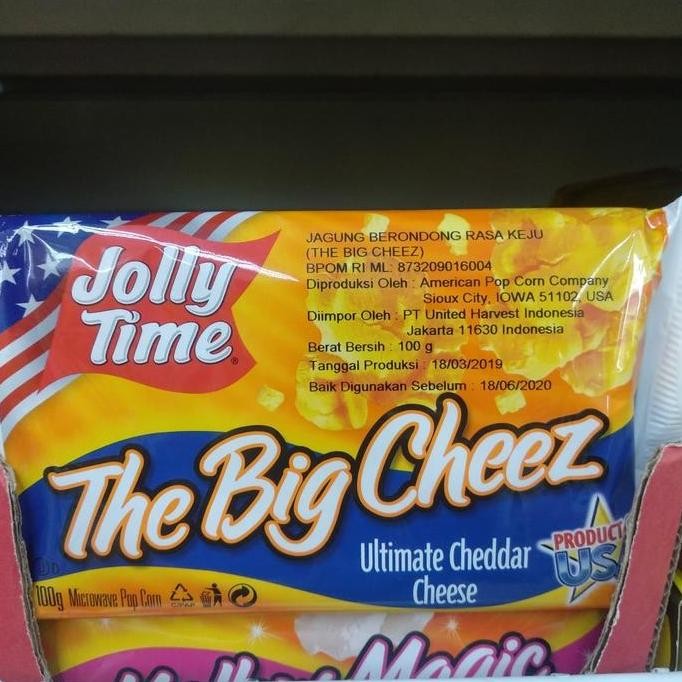 Jolly
Time®
JAGUNG BERONDONG RASA KEJU
(THE BIG CHEEZ)
BPOM RI ML: 873209016004
Diproduksi Oleh : American Pop Corn Company
Sioux City, IOWA 51102, USA
Diimpor Oleh : PT United Harvest Indonesia
Jakarta 11630 Indonesia
Berat Bersih : 100 g
Tanggal Produksi : 18/03/2019
Baik Digunakan Sebelum : 18/06/2020
The Big Cheez
Ultimate Cheddar
Cheese
PRODUCT
US
100g Microwave Pop Corn
Magic